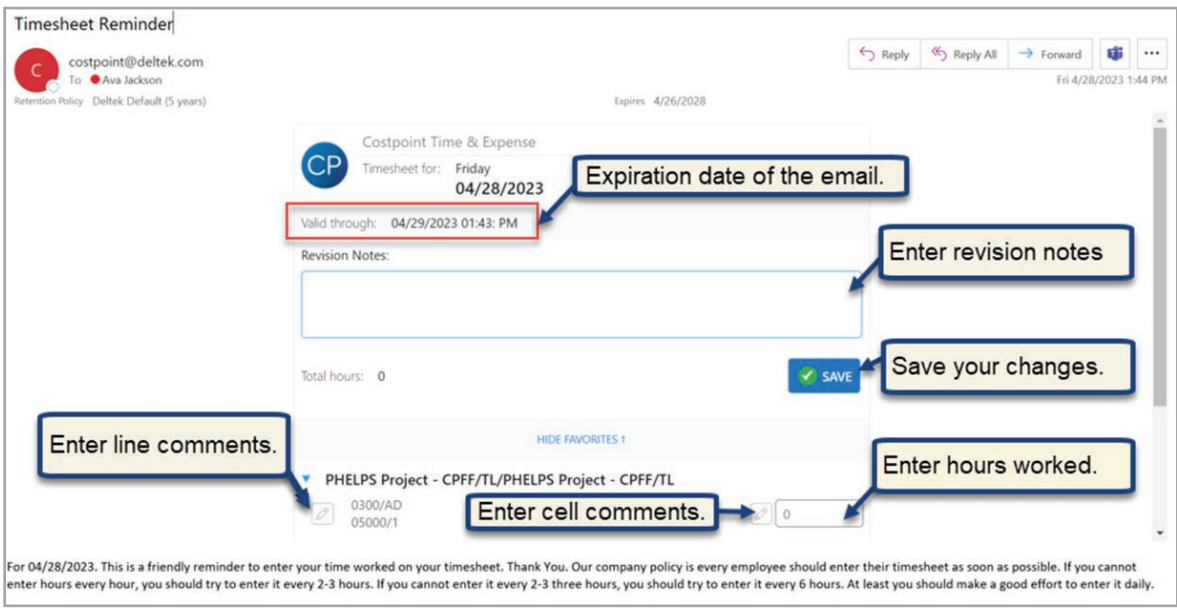 Timesheet Reminder
C
costpoint@deltek.com
To Ava Jackson
Reply
Reply All
Forward
...
Fri 4/28/2023 1:44 PM
Retention Policy Deltek Default (5 years)
Expires 4/26/2028
CP
Costpoint Time & Expense
Timesheet for: Friday
04/28/2023
Expiration date of the email.
Valid through: 04/29/2023 01:43: PM
Revision Notes:
Enter revision notes
Total hours: 0
SAVE
Save your changes.
HIDE FAVORITES ↑
Enter line comments.
PHELPS Project - CPFF/TL/PHELPS Project - CPFF/TL
Enter hours worked.
0300/AD
05000/1
Enter cell comments.
0
For 04/28/2023. This is a friendly reminder to enter your time worked on your timesheet. Thank You. Our company policy is every employee should enter their timesheet as soon as possible. If you cannot
enter hours every hour, you should try to enter it every 2-3 hours. If you cannot enter it every 2-3 three hours, you should try to enter it every 6 hours. At least you should make a good effort to enter it daily.